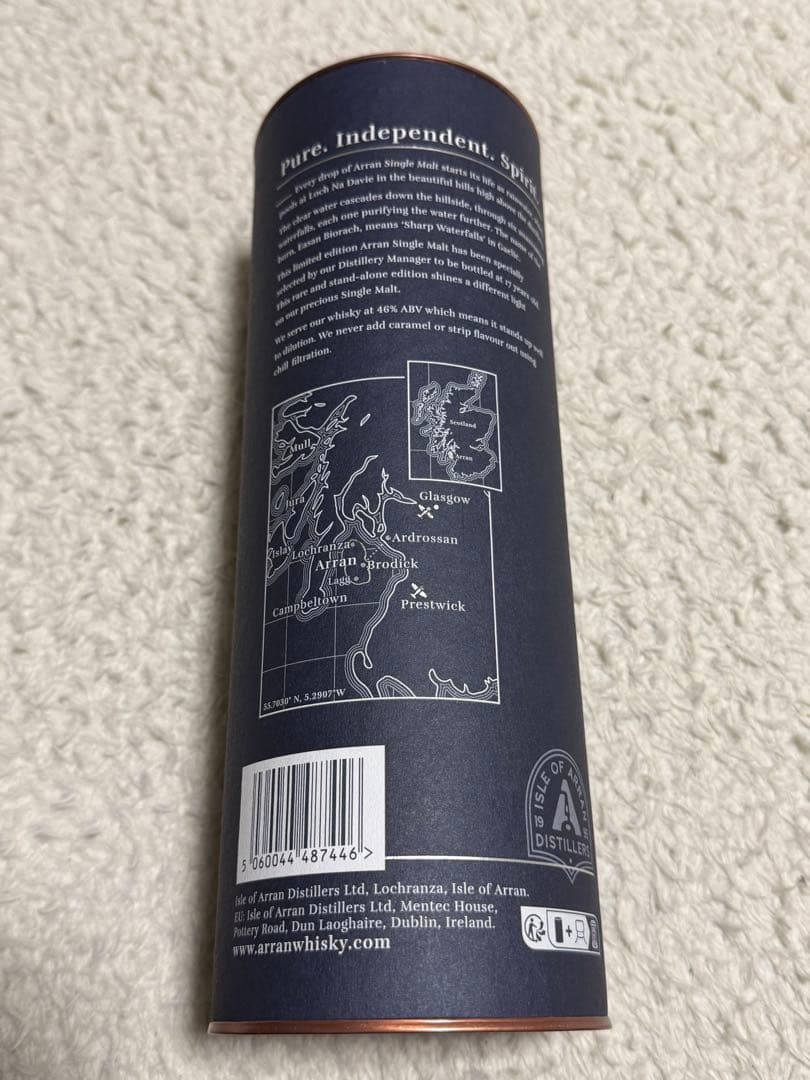 Pure. Independent. Spirit.
Every drop of Arran Single Malt starts its life as
pools at Loch Na Davie in the beautiful hills high above the
The clear water cascades down the hillside, through six
waterfalls, each one purifying the water further. The name of
burn, Easan Biorach, means ‘Sharp Waterfalls’ in Gaelic.
This limited edition Arran Single Malt has been specially
selected by our Distillery Manager to be bottled at 17 years old.
This rare and stand-alone edition shines a different light
on our precious Single Malt.
We serve our whisky at 46% ABV which means it stands up well
to dilution. We never add caramel or strip flavour out using
chill filtration.
Scotland
Arran
Mull
Jura
Glasgow
Ardrossan
Islay
Lochranza
Arran
Brodick
Lagg
Campbeltown
Prestwick
55.7030° N, 5.2907°W
5 060044 487446 >
ISLE OF ARRAN
19
DISTILLERS
Isle of Arran Distillers Ltd, Lochranza, Isle of Arran.
EU: Isle of Arran Distillers Ltd, Mentec House,
Pottery Road, Dun Laoghaire, Dublin, Ireland.
www.arranwhisky.com